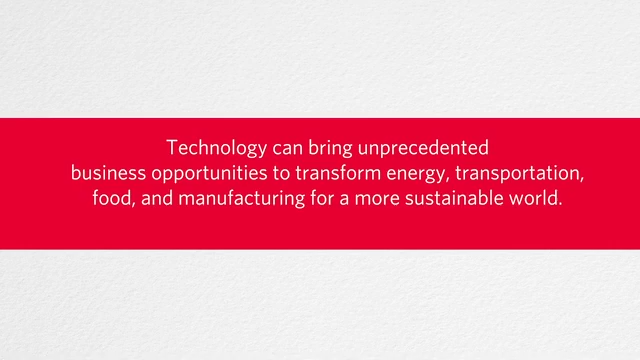 Technology can bring unprecedented
business opportunities to transform energy, transportation,
food, and manufacturing for a more sustainable world.